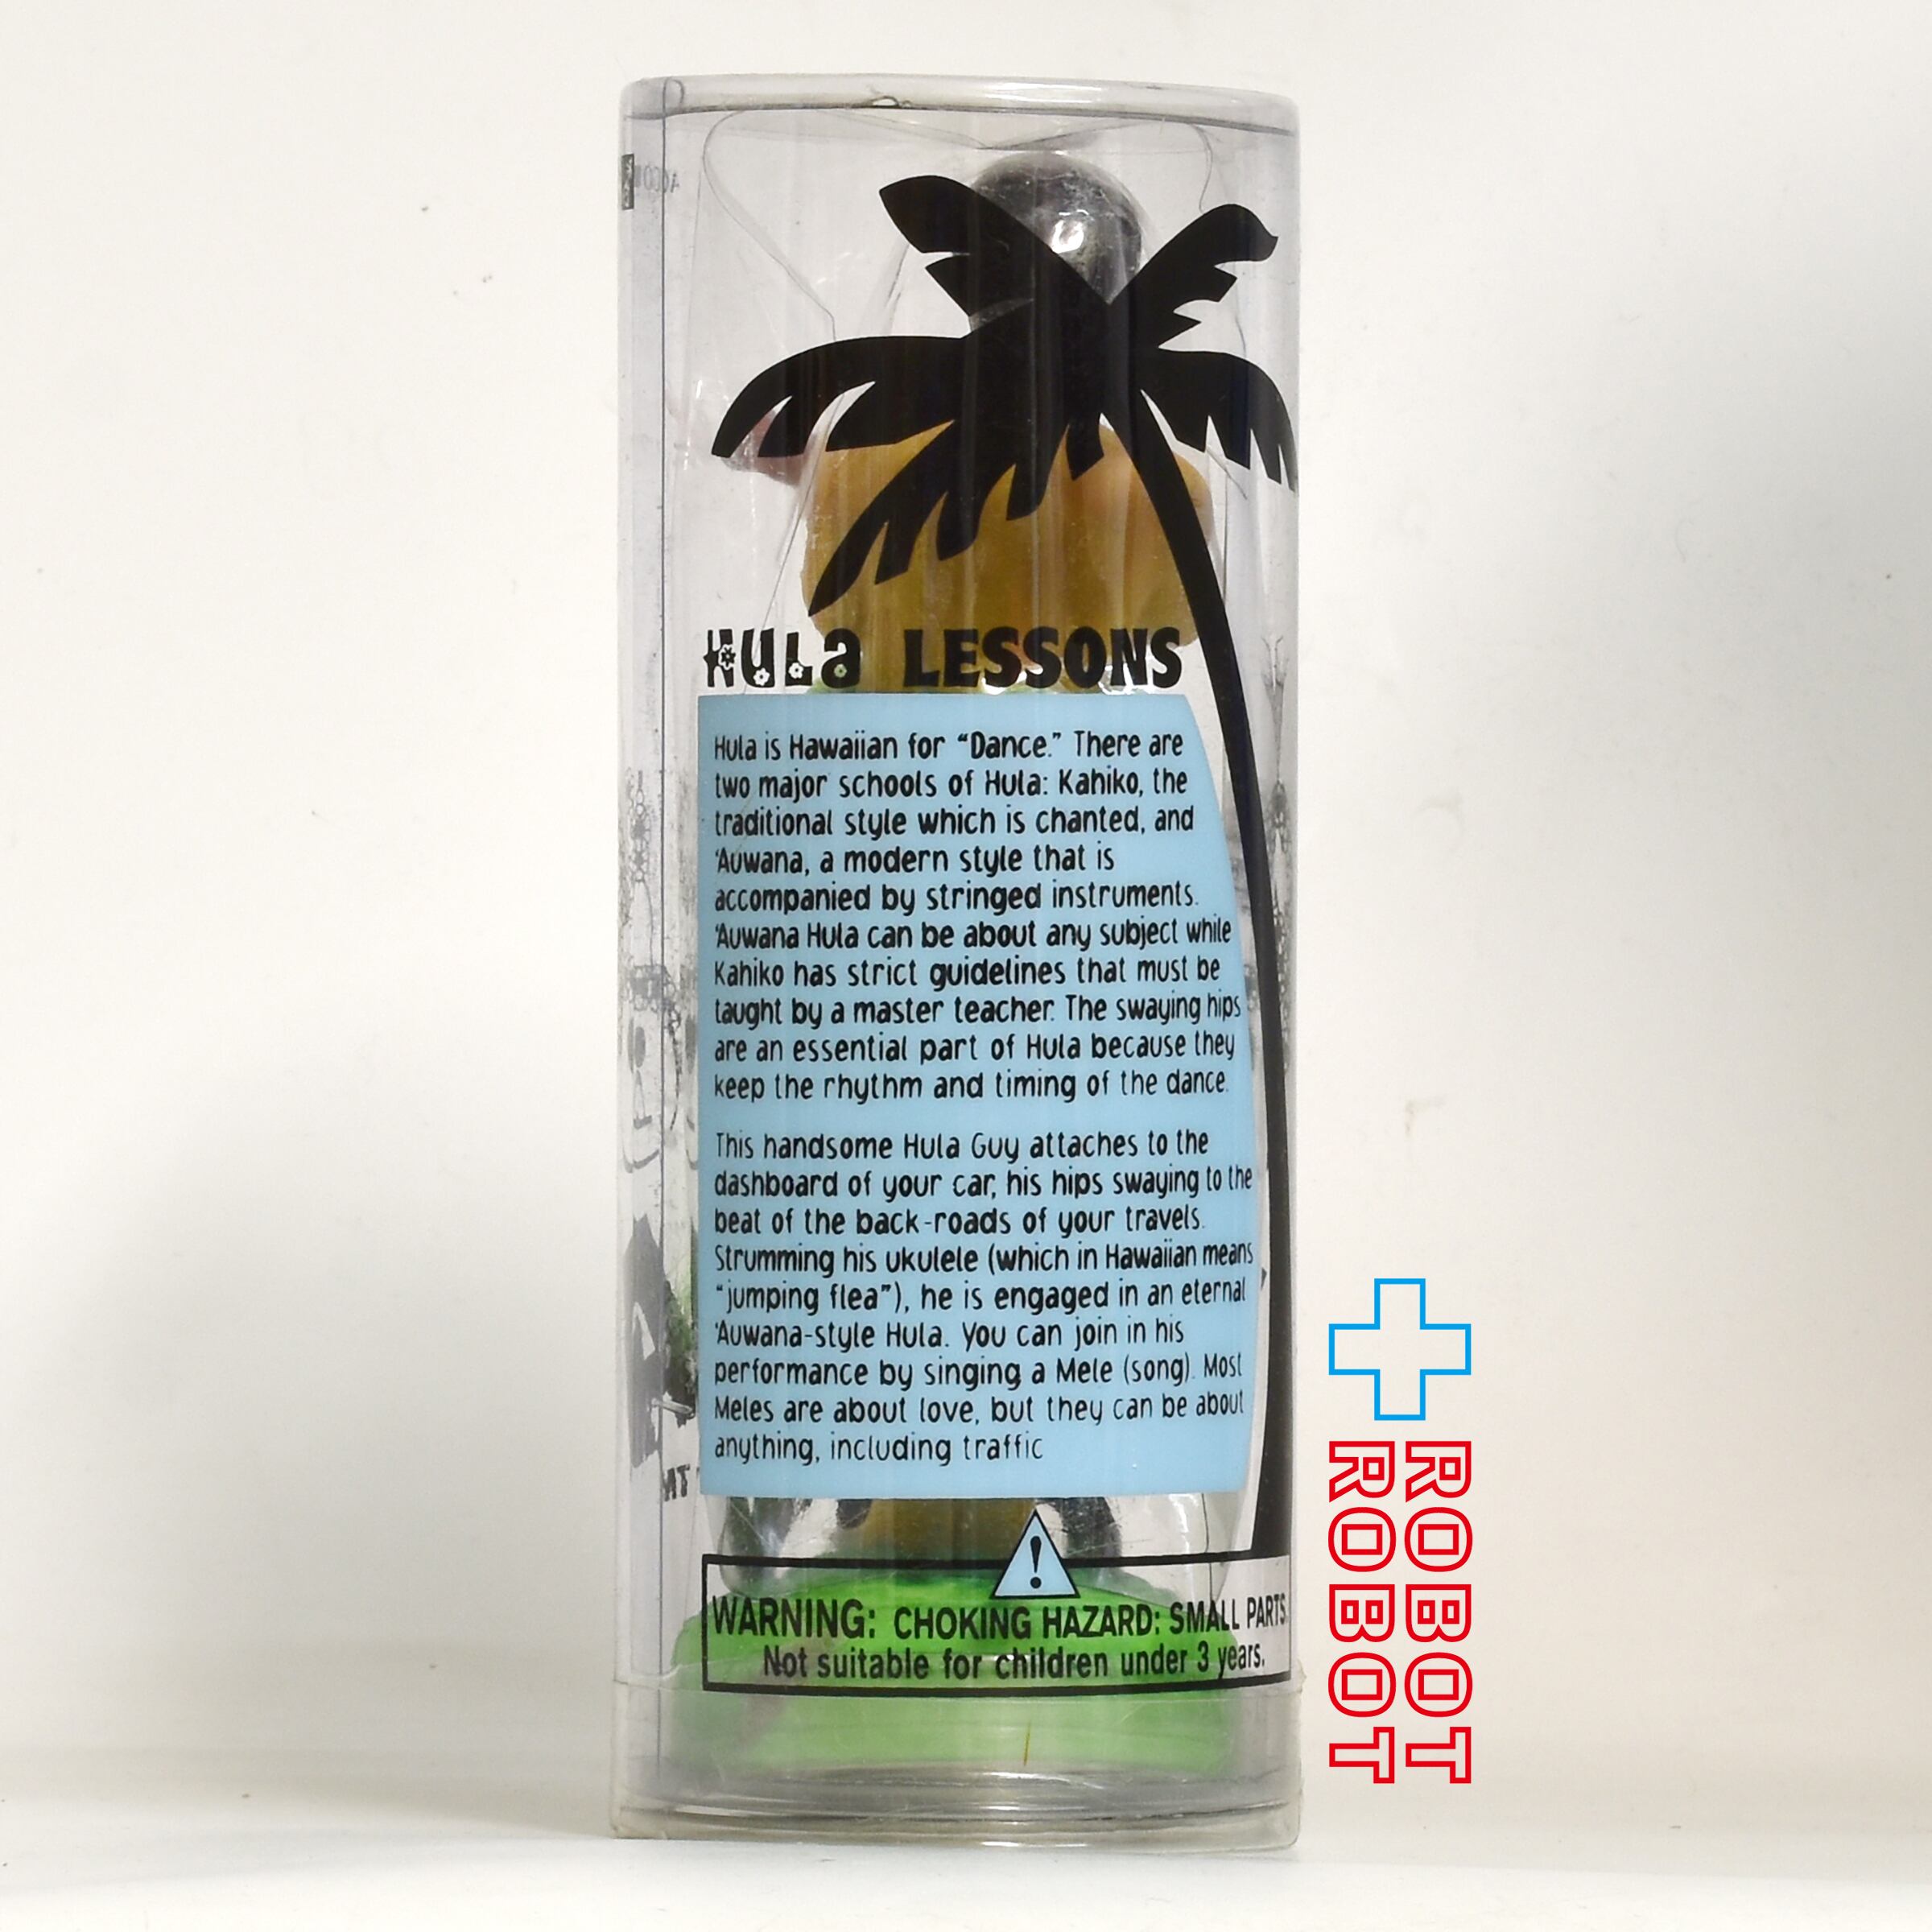 HULa LESSONS
Hula is Hawaiian for “Dance.” There are
two major schools of Hula: Kahiko, the
traditional style which is chanted, and
‘Auwana, a modern style that is
accompanied by stringed instruments.
‘Auwana Hula can be about any subject while
Kahiko has strict guidelines that must be
taught by a master teacher. The swaying hips
are an essential part of Hula because they
keep the rhythm and timing of the dance.
This handsome Hula Guy attaches to the
dashboard of your car, his hips swaying to the
beat of the back-roads of your travels.
Strumming his ukulele (which in Hawaiian means
“jumping flea”), he is engaged in an eternal
‘Auwana-style Hula. You can join in his
performance by singing a Mele (song). Most
Meles are about love, but they can be about
anything, including traffic
WARNING: CHOKING HAZARD: SMALL PARTS.
Not suitable for children under 3 years.
ROBOT
ROBOT